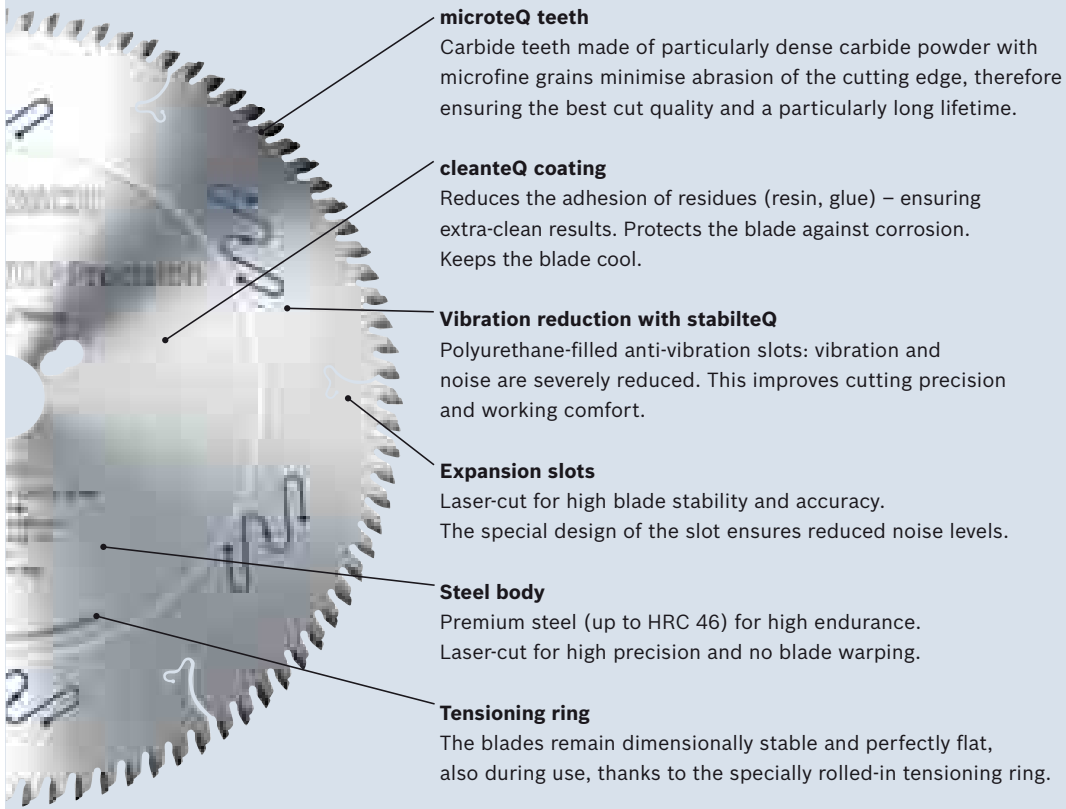 microteQ teeth
Carbide teeth made of particularly dense carbide powder with
microfine grains minimise abrasion of the cutting edge, therefore
ensuring the best cut quality and a particularly long lifetime.
cleanteQ coating
Reduces the adhesion of residues (resin, glue) – ensuring
extra-clean results. Protects the blade against corrosion.
Keeps the blade cool.
Vibration reduction with stabilteQ
Polyurethane-filled anti-vibration slots: vibration and
noise are severely reduced. This improves cutting precision
and working comfort.
Expansion slots
Laser-cut for high blade stability and accuracy.
The special design of the slot ensures reduced noise levels.
Steel body
Premium steel (up to HRC 46) for high endurance.
Laser-cut for high precision and no blade warping.
Tensioning ring
The blades remain dimensionally stable and perfectly flat,
also during use, thanks to the specially rolled-in tensioning ring.
Precision